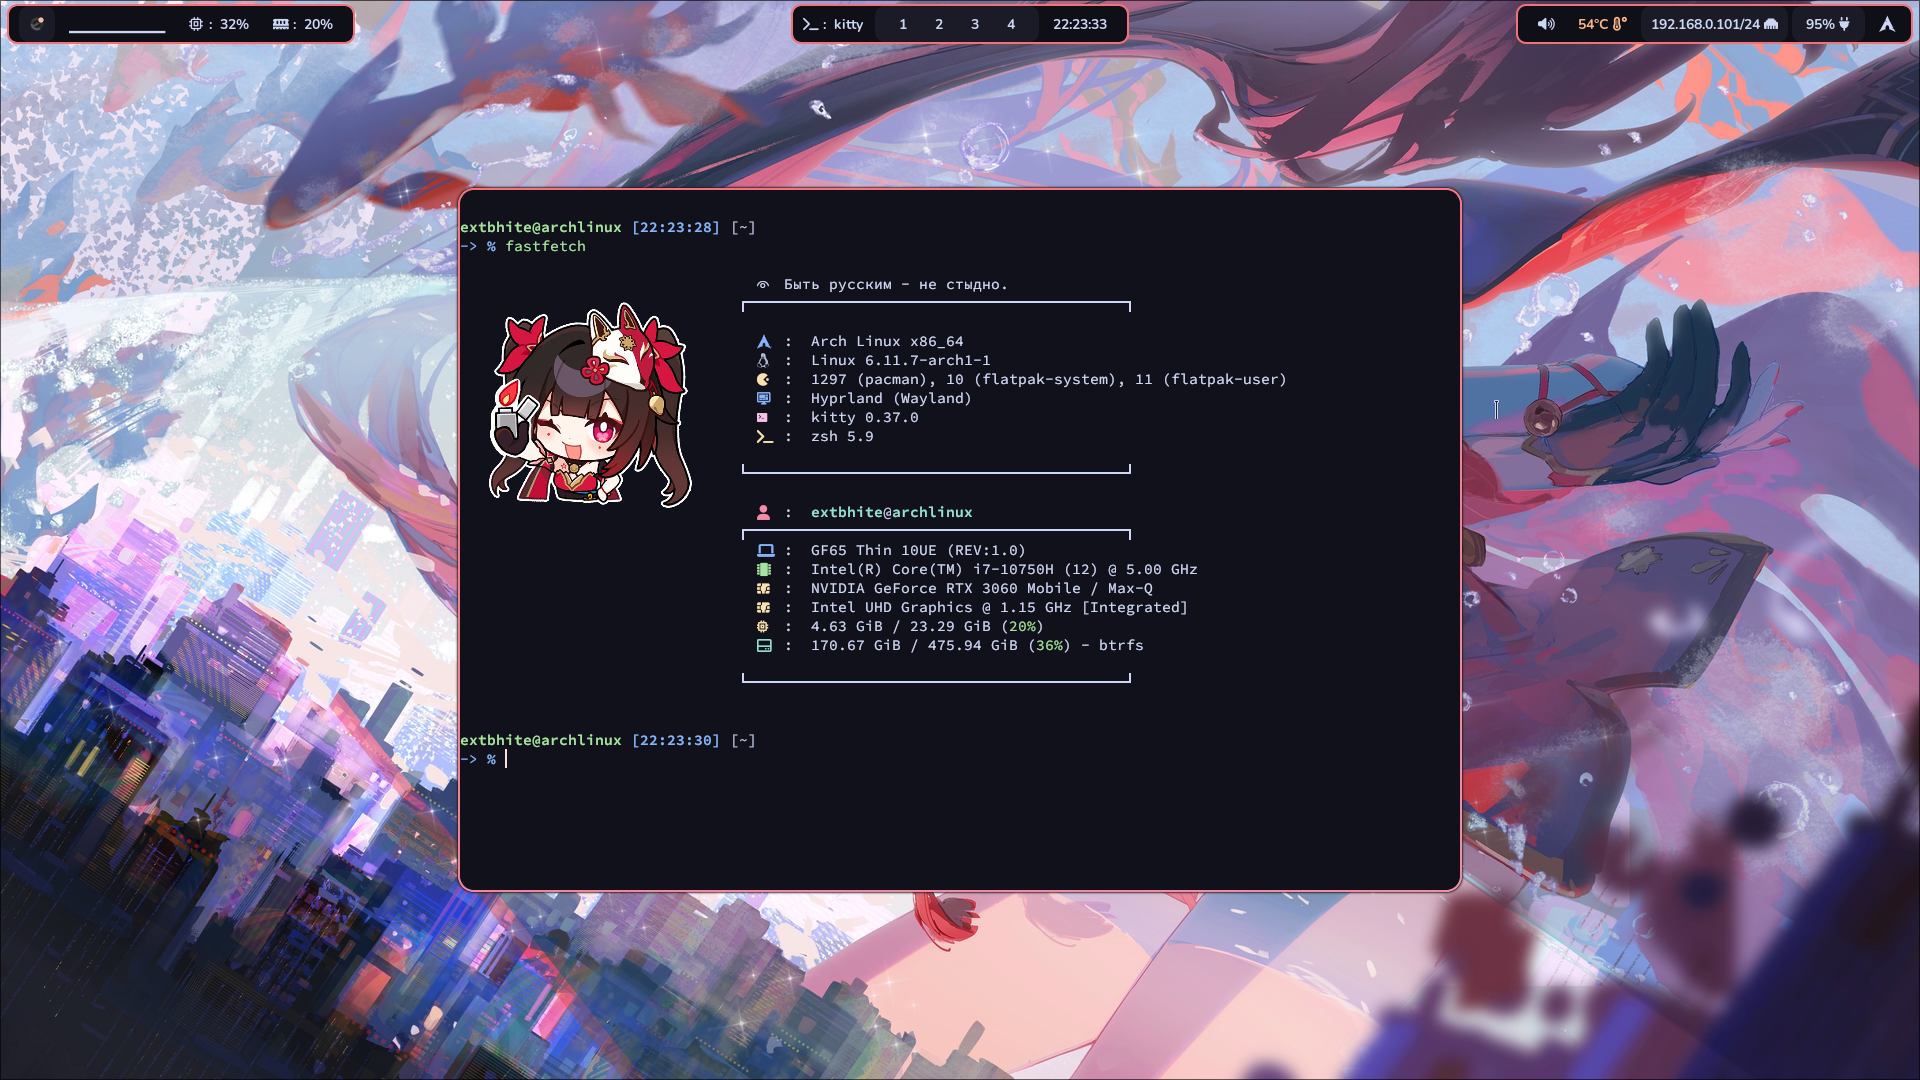 : 32% : 20%
: kitty 1 2 3 4 22:23:33
54°C 192.168.0.101/24 95%
extbhite@archlinux [22:23:28] [~]
-> % fastfetch
Быть русским - не стыдно.
: Arch Linux x86_64
: Linux 6.11.7-arch1-1
: 1297 (pacman), 10 (flatpak-system), 11 (flatpak-user)
: Hyprland (Wayland)
: kitty 0.37.0
: zsh 5.9
: extbhite@archlinux
: GF65 Thin 10UE (REV:1.0)
: Intel(R) Core(TM) i7-10750H (12) @ 5.00 GHz
: NVIDIA GeForce RTX 3060 Mobile / Max-Q
: Intel UHD Graphics @ 1.15 GHz [Integrated]
: 4.63 GiB / 23.29 GiB (20%)
: 170.67 GiB / 475.94 GiB (36%) - btrfs
extbhite@archlinux [22:23:30] [~]
-> %